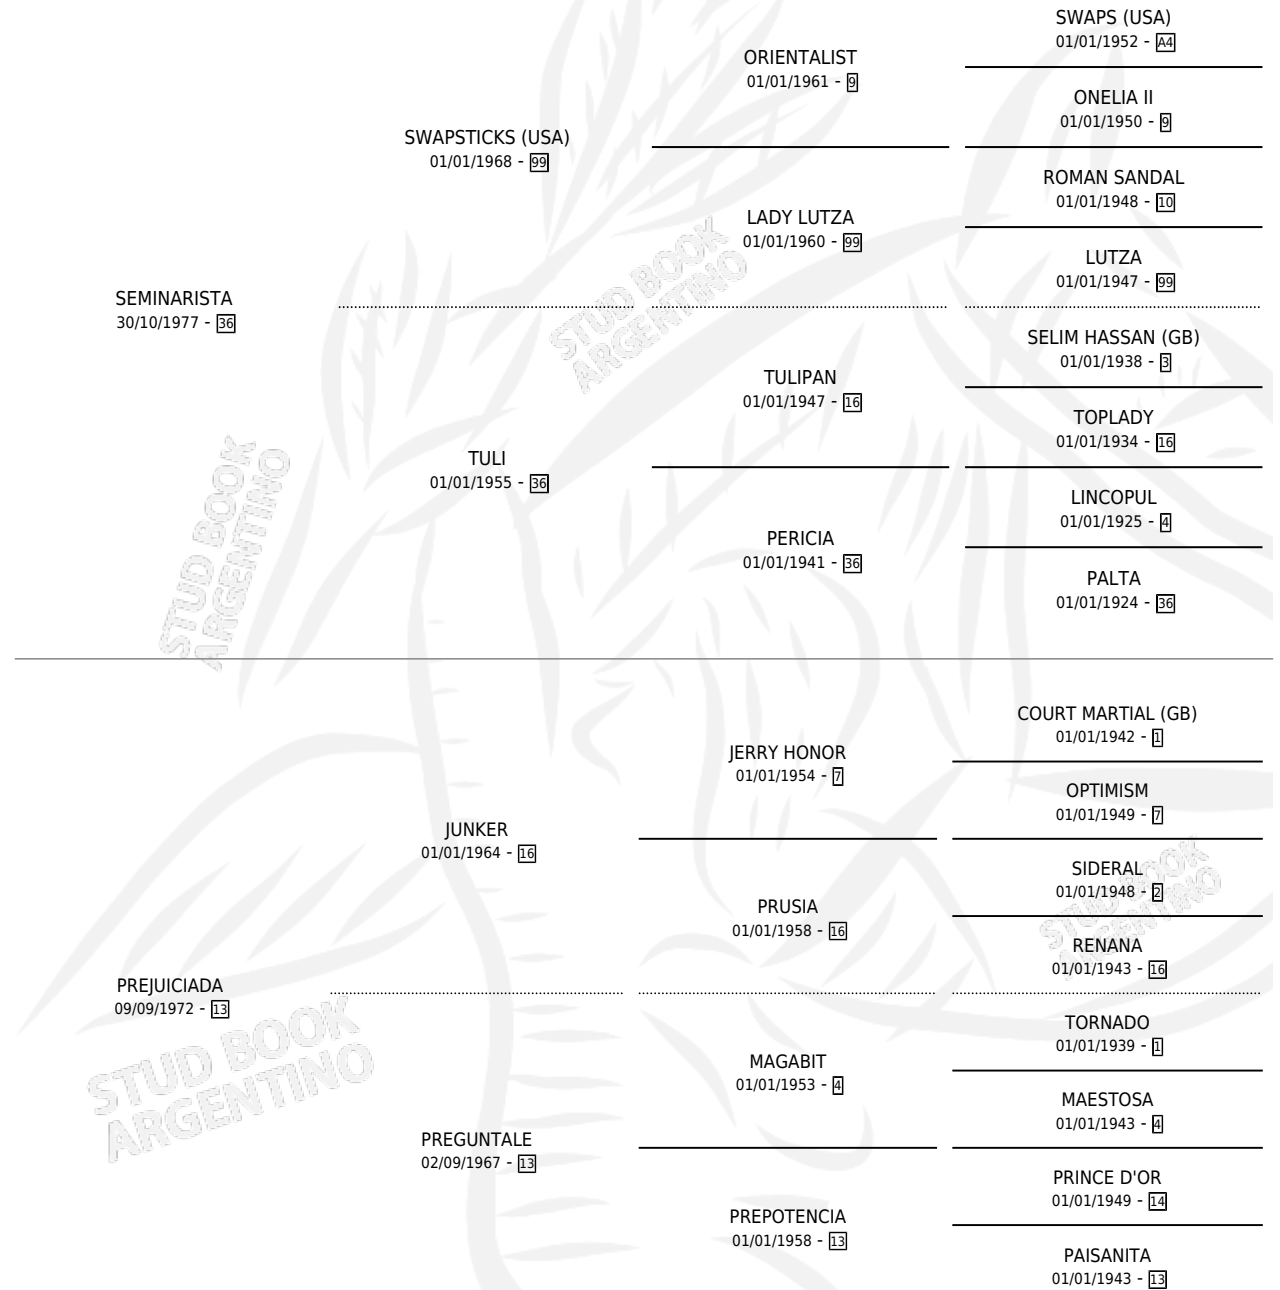 SWAPS (USA)
01/01/1952 - A4
ORIENTALIST
01/01/1961 - 9
ONELIA II
01/01/1950 - 9
SWAPSTICKS (USA)
01/01/1968 - 99
ROMAN SANDAL
01/01/1948 - 10
LADY LUTZA
01/01/1960 - 99
LUTZA
01/01/1947 - 99
SEMINARISTA
30/10/1977 - 36
SELIM HASSAN (GB)
01/01/1938 - 3
TULIPAN
01/01/1947 - 16
TOPLADY
01/01/1934 - 16
TULI
01/01/1955 - 36
LINCOPUL
01/01/1925 - 4
PERICIA
01/01/1941 - 36
PALTA
01/01/1924 - 36
STUD BOOK
ARGENTINO
STUD BOOK
ARGENTINO
COURT MARTIAL (GB)
01/01/1942 - 1
JERRY HONOR
01/01/1954 - 7
OPTIMISM
01/01/1949 - 7
JUNKER
01/01/1964 - 16
SIDERAL
01/01/1948 - 2
PRUSIA
01/01/1958 - 16
RENANA
01/01/1943 - 16
STUD BOOK
ARGENTINO
PREJUICIADA
09/09/1972 - 13
TORNADO
01/01/1939 - 1
MAGABIT
01/01/1953 - 4
MAESTOSA
01/01/1943 - 4
STUD BOOK
ARGENTINO
PREGUNTALE
02/09/1967 - 13
PRINCE D'OR
01/01/1949 - 14
PREPOTENCIA
01/01/1958 - 13
PAISANITA
01/01/1943 - 13